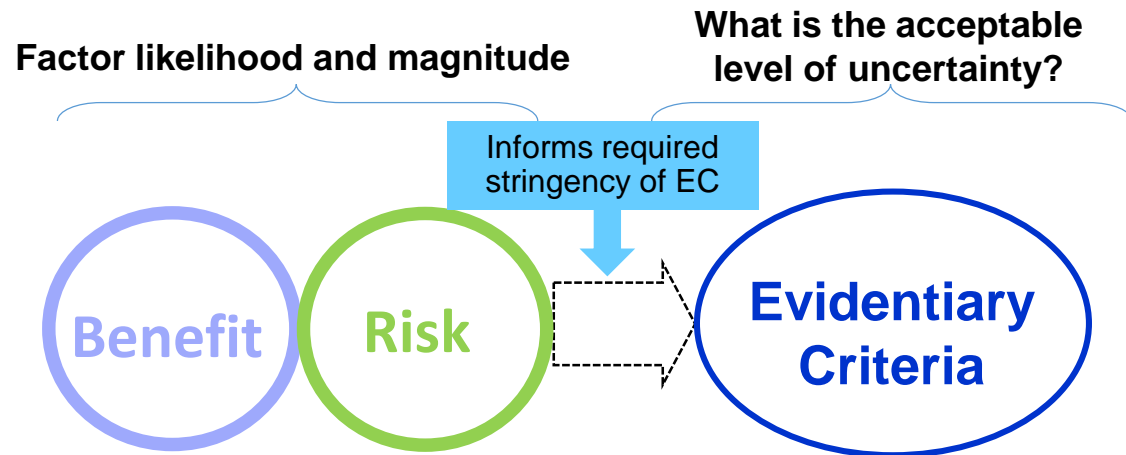 Factor likelihood and magnitude
What is the acceptable
level of uncertainty?
Informs required
stringency of EC
Benefit
Risk
Evidentiary
Criteria